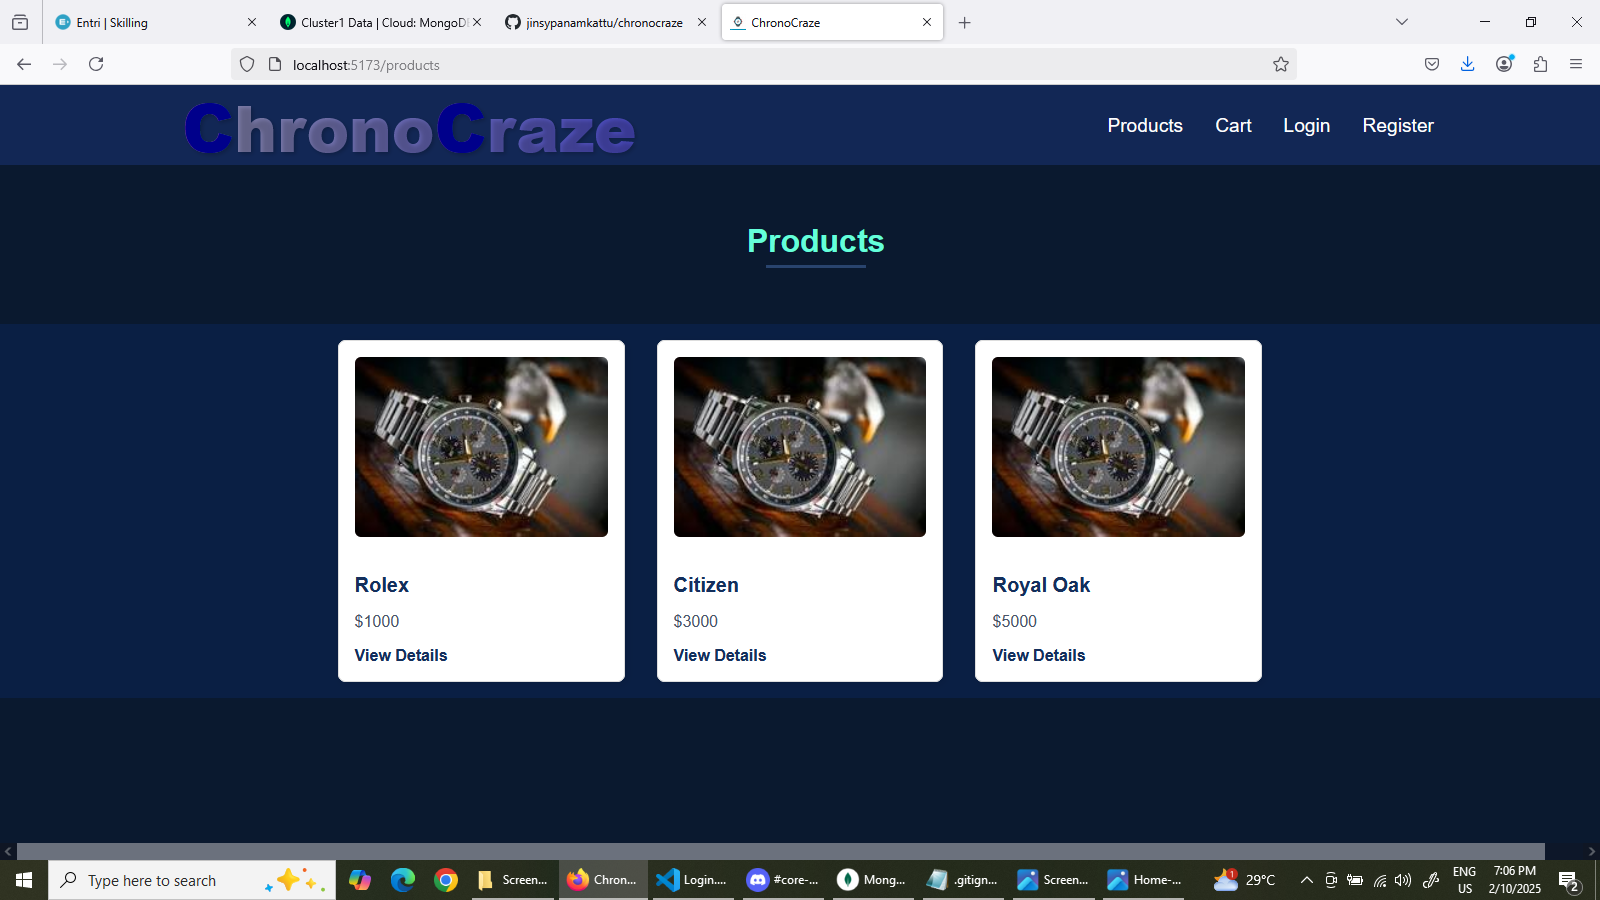 Entri | Skilling
Cluster1 Data | Cloud: MongoDB
jinsypanamkattu/chronocraze
ChronoCraze
localhost:5173/products
ChronoCraze
Products
Cart
Login
Register
Products
Rolex
$1000
View Details
Citizen
$3000
View Details
Royal Oak
$5000
View Details
Type here to search
Screen...
Chron...
Login....
#core-...
Mong...
.gitign...
Screen...
Home-...
1
29°C
ENG
US
7:06 PM
2/10/2025
2